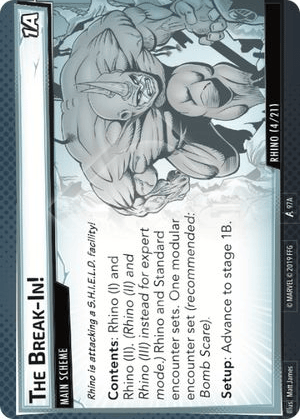 1A
THE BREAK-IN!
MAIN SCHEME
Rhino is attacking a S.H.I.E.L.D. facility!
Contents: Rhino (I) and
Rhino (II). (Rhino (II) and
Rhino (III) instead for expert
mode.) Rhino and Standard
encounter sets. One modular
encounter set (recommended:
Bomb Scare).
Setup: Advance to stage 1B.
RHINO (4/21)
Illus. Matt James
© MARVEL © 2019 FFG
97A